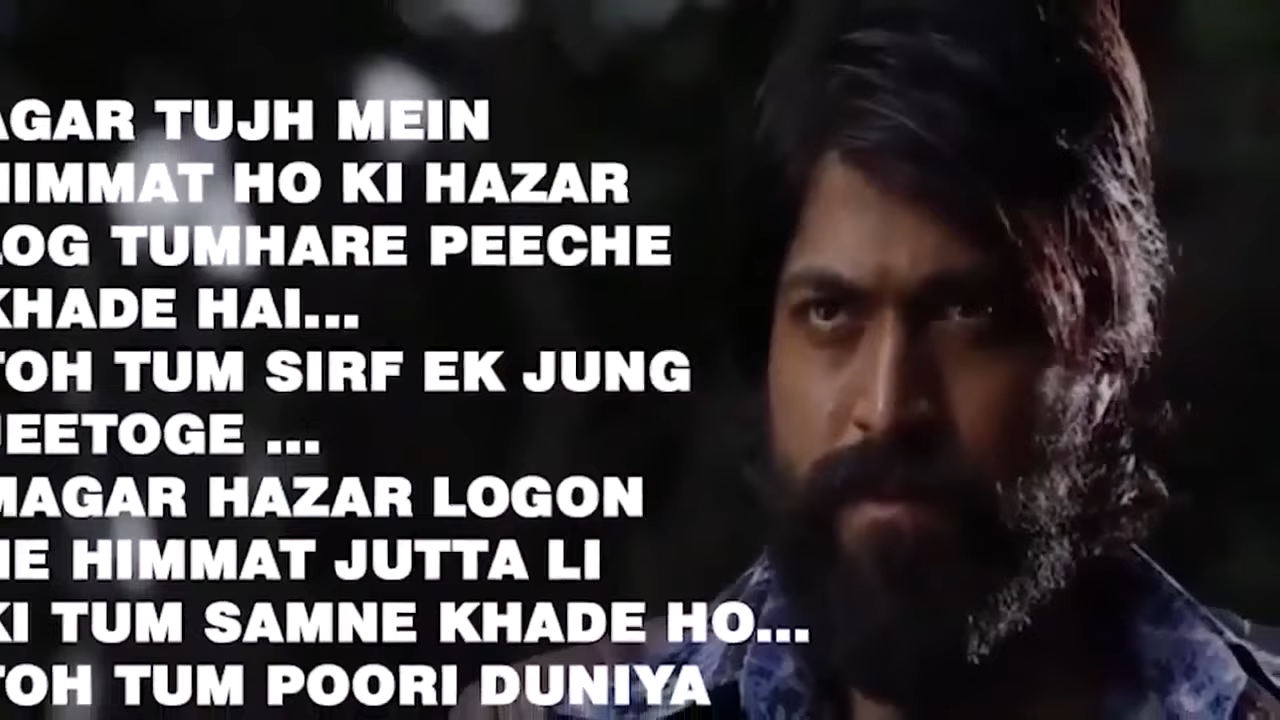 AGAR TUJH MEIN
HIMMAT HO KI HAZAR
LOG TUMHARE PEECHE
KHADE HAI...
TOH TUM SIRF EK JUNG
JEETOGE ...
MAGAR HAZAR LOGON
NE HIMMAT JUTTA LI
KI TUM SAMNE KHADE HO...
TOH TUM POORI DUNIYA